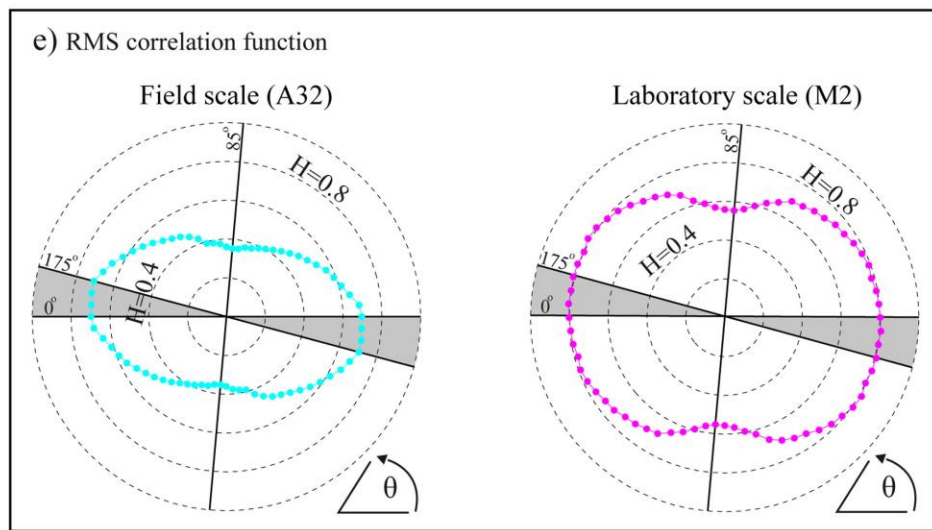 e) RMS correlation function
Field scale (A32)
85°
H=0.8
175°
H=0.4
0°
θ
Laboratory scale (M2)
85°
H=0.8
H=0.4
175°
0°
θ